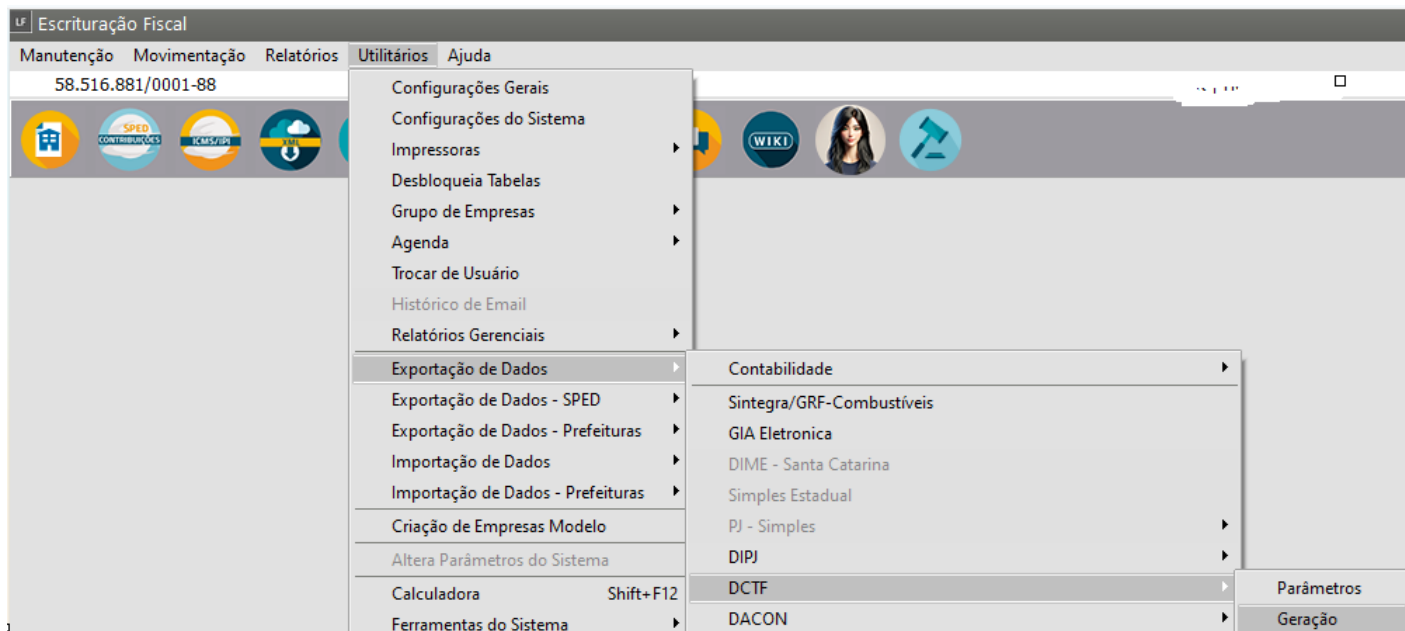 LF Escrituração Fiscal
Manutenção Movimentação Relatórios Utilitários Ajuda
58.516.881/0001-88
SPED CONTRIBUIÇÕES
ICMS/IPI
XML
WIKI
Configurações Gerais
Configurações do Sistema
Impressoras
Desbloqueia Tabelas
Grupo de Empresas
Agenda
Trocar de Usuário
Histórico de Email
Relatórios Gerenciais
Exportação de Dados
Exportação de Dados - SPED
Exportação de Dados - Prefeituras
Importação de Dados
Importação de Dados - Prefeituras
Criação de Empresas Modelo
Altera Parâmetros do Sistema
Calculadora Shift+F12
Ferramentas do Sistema
Contabilidade
Sintegra/GRF-Combustíveis
GIA Eletronica
DIME - Santa Catarina
Simples Estadual
PJ - Simples
DIPJ
DCTF
DACON
Parâmetros
Geração